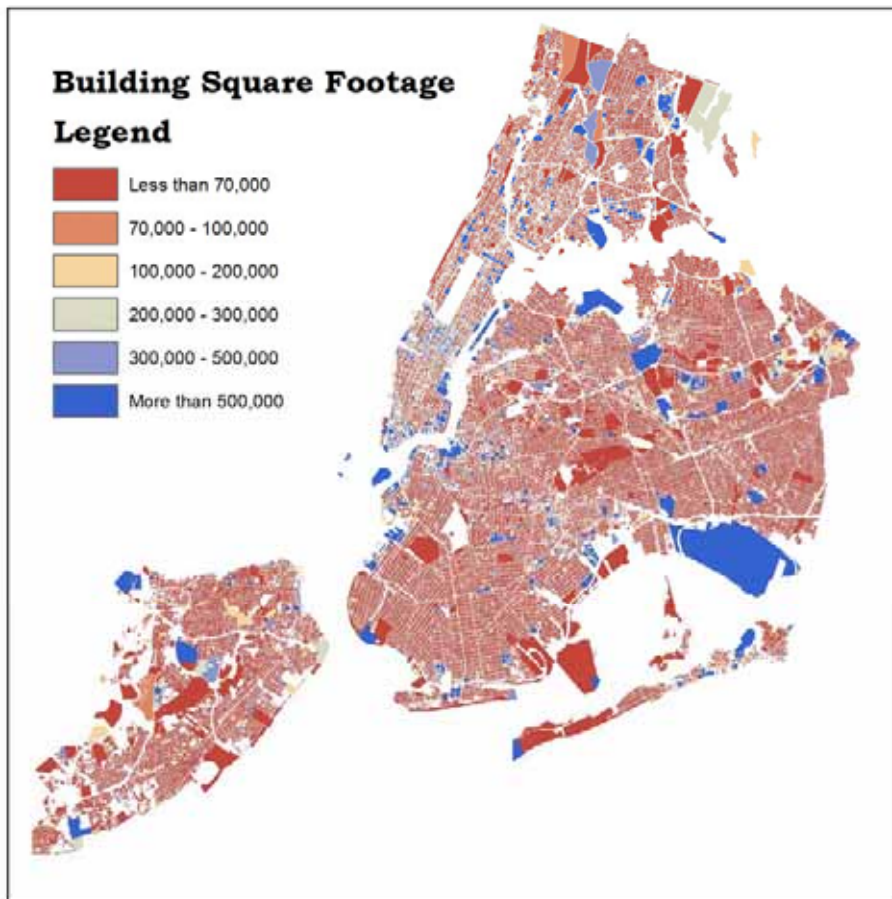 Building Square Footage
Legend
Less than 70,000
70,000 - 100,000
100,000 - 200,000
200,000 - 300,000
300,000 - 500,000
More than 500,000